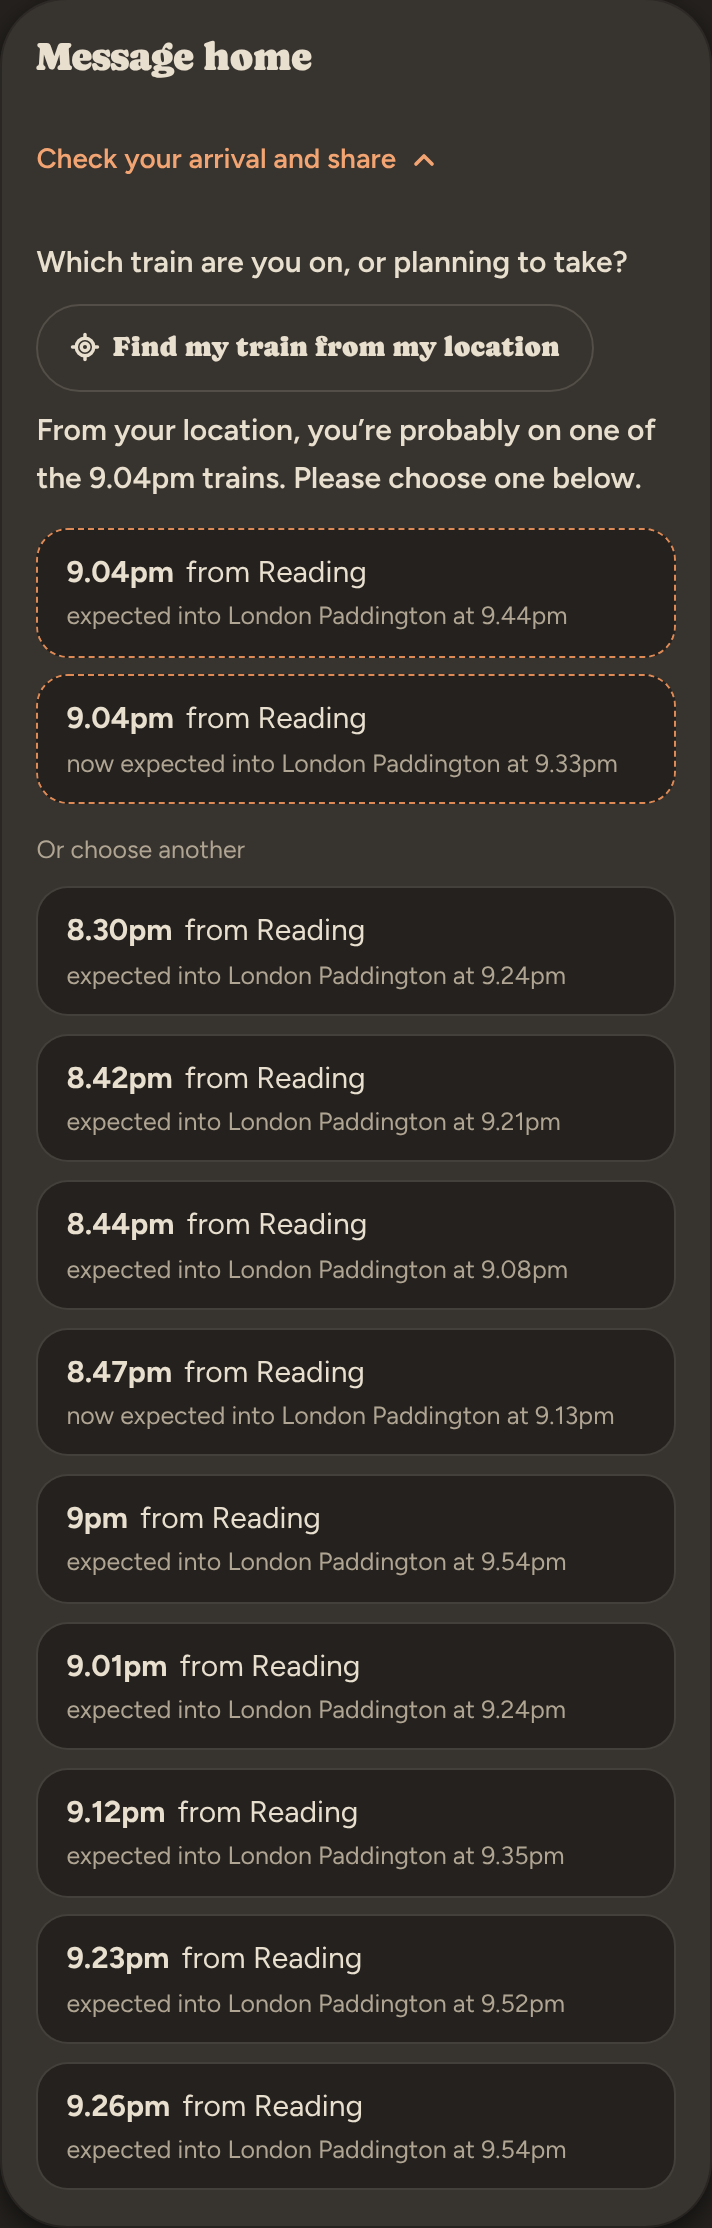 Message home
Check your arrival and share
Which train are you on, or planning to take?
Find my train from my location
From your location, you’re probably on one of
the 9.04pm trains. Please choose one below.
9.04pm from Reading
expected into London Paddington at 9.44pm
9.04pm from Reading
now expected into London Paddington at 9.33pm
Or choose another
8.30pm from Reading
expected into London Paddington at 9.24pm
8.42pm from Reading
expected into London Paddington at 9.21pm
8.44pm from Reading
expected into London Paddington at 9.08pm
8.47pm from Reading
now expected into London Paddington at 9.13pm
9pm from Reading
expected into London Paddington at 9.54pm
9.01pm from Reading
expected into London Paddington at 9.24pm
9.12pm from Reading
expected into London Paddington at 9.35pm
9.23pm from Reading
expected into London Paddington at 9.52pm
9.26pm from Reading
expected into London Paddington at 9.54pm